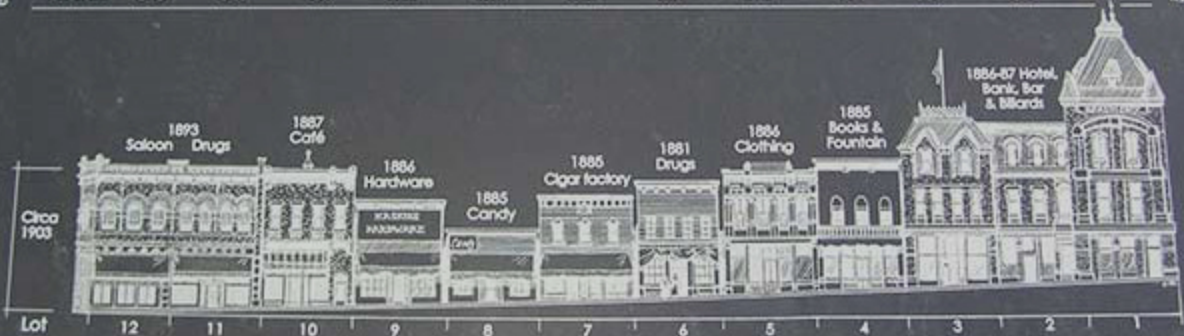 1886-87 Hotel,
Bank, Bar
& Billards
1885
Books &
Fountain
1893
Saloon Drugs
1887
Café
1886
Clothing
1881
Drugs
1886
Hardware
1885
Cigar factory
1885
Candy
HARDWARE
Circa
1903
Lot 12 11 10 9 8 7 6 5 4 3 2 1